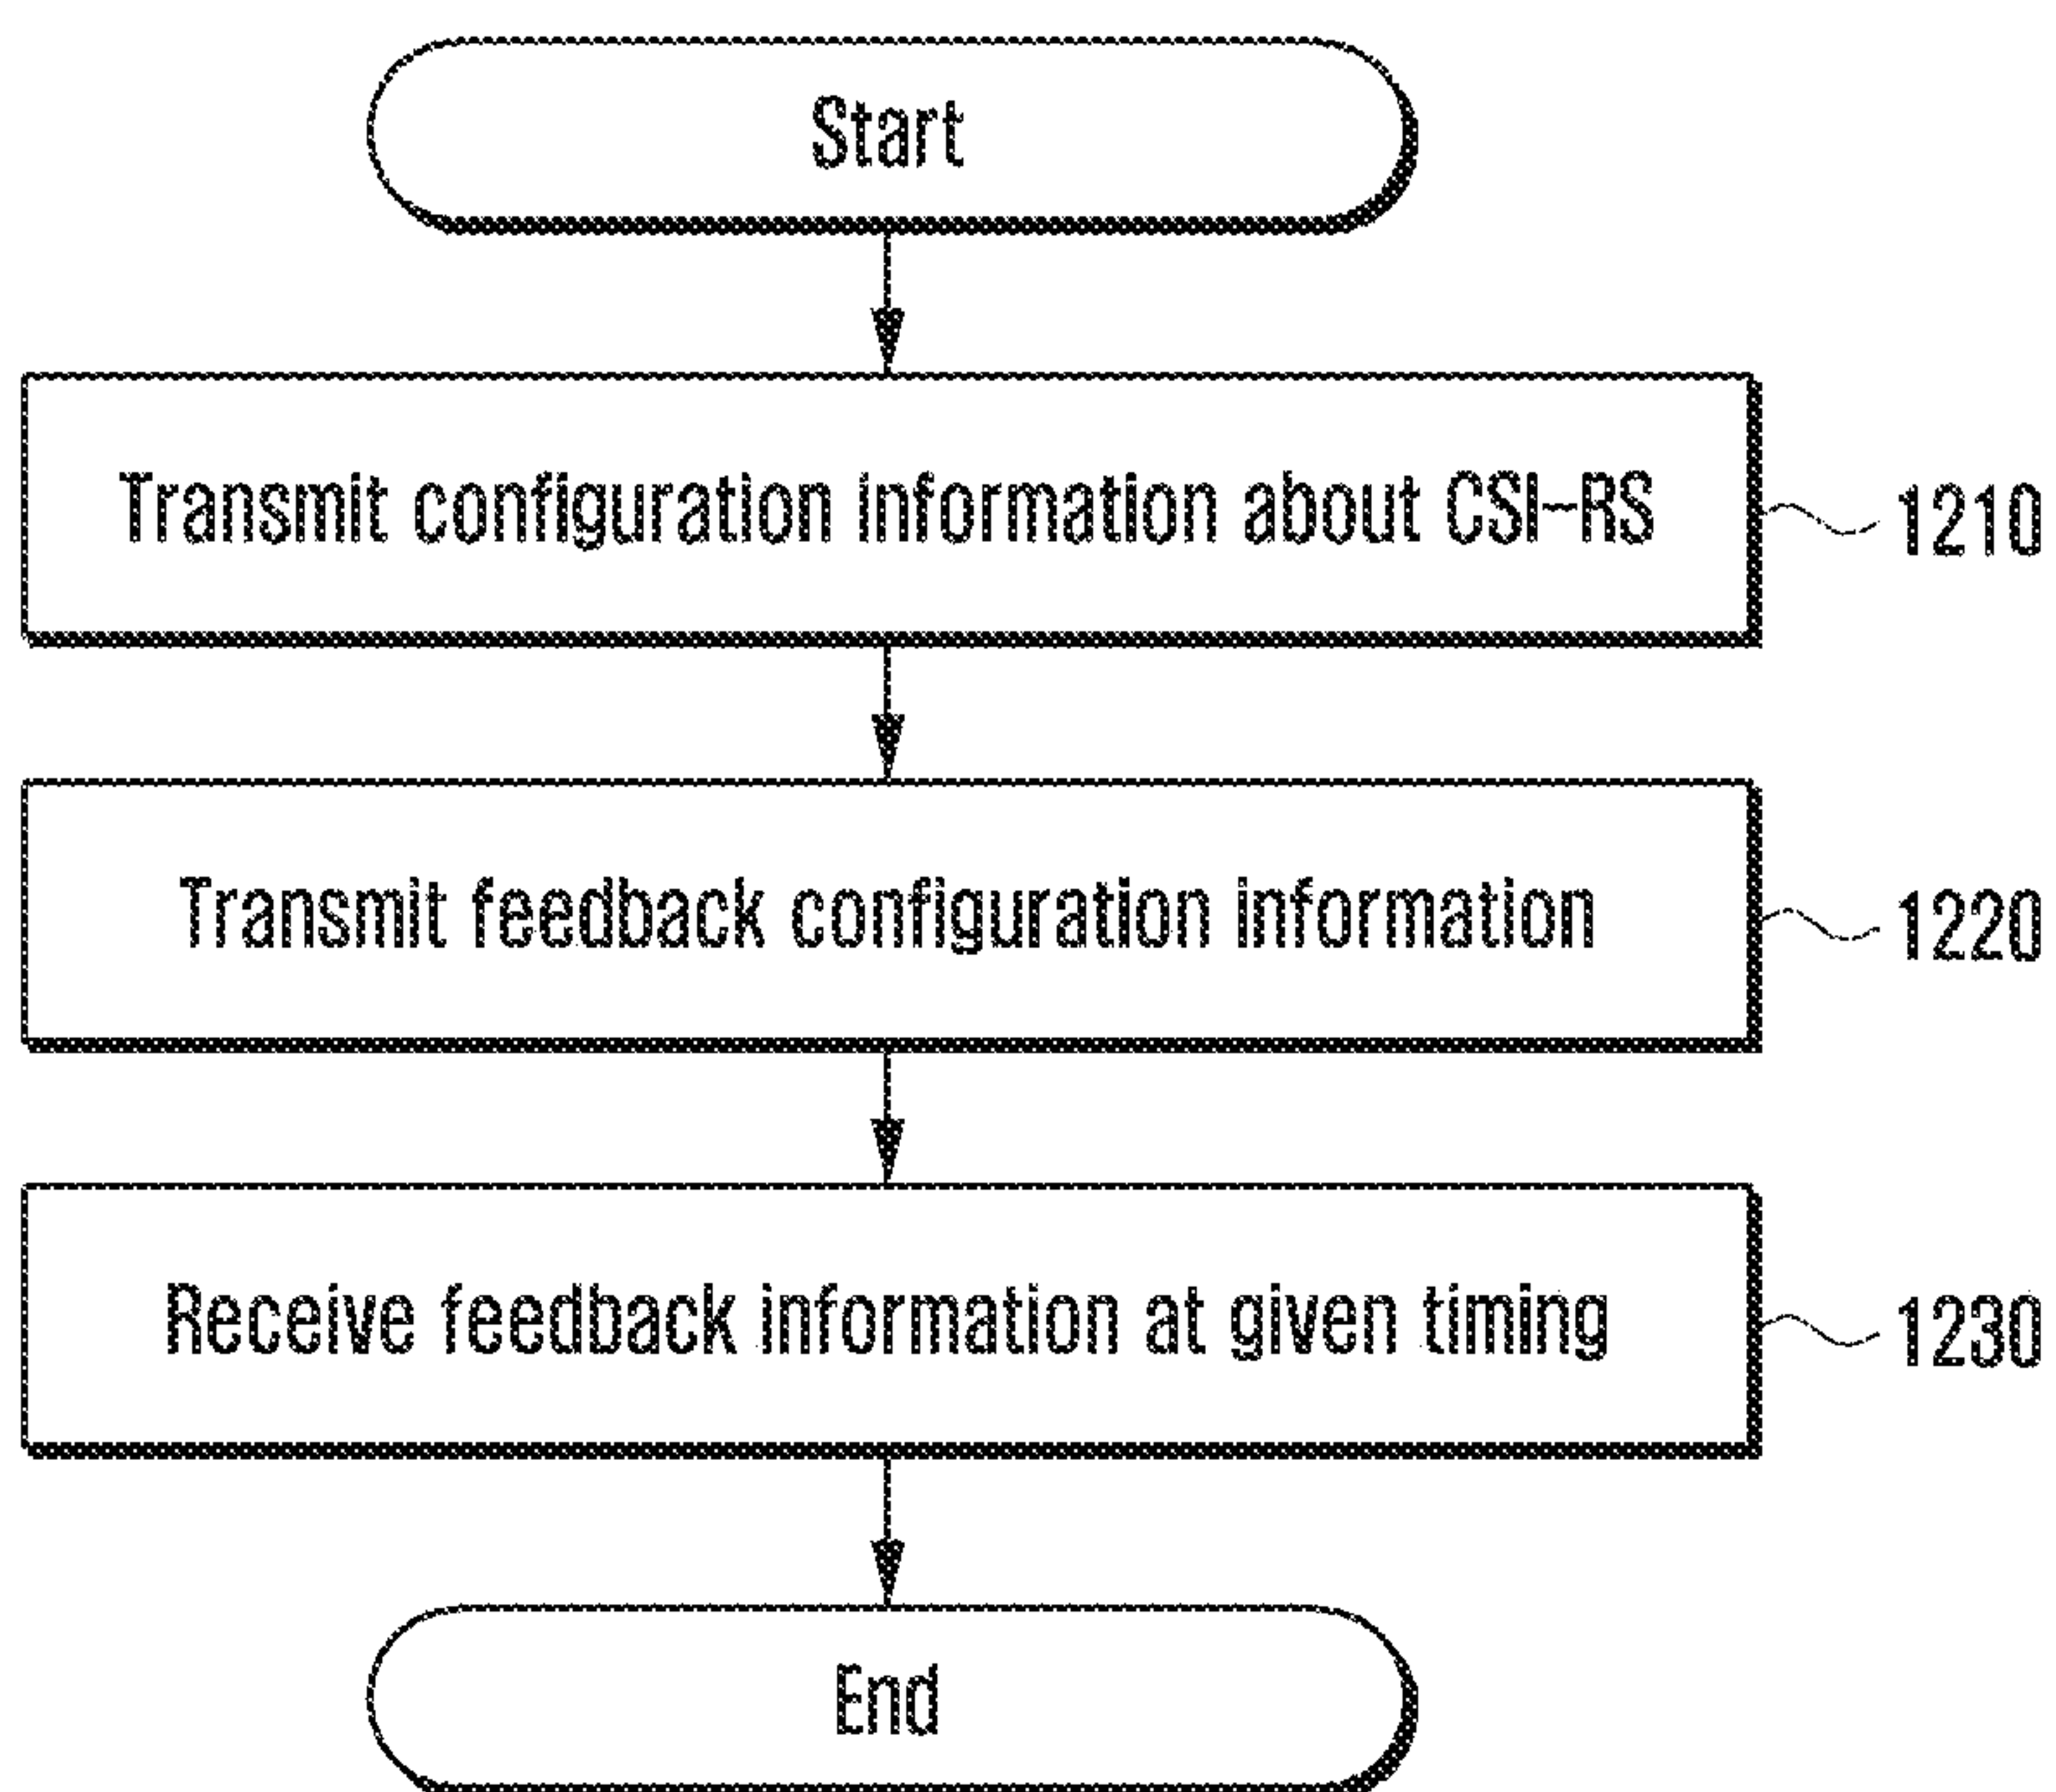 Start
Transmit configuration information about CSI-RS
1210
Transmit feedback configuration information
1220
Receive feedback information at given timing
1230
End